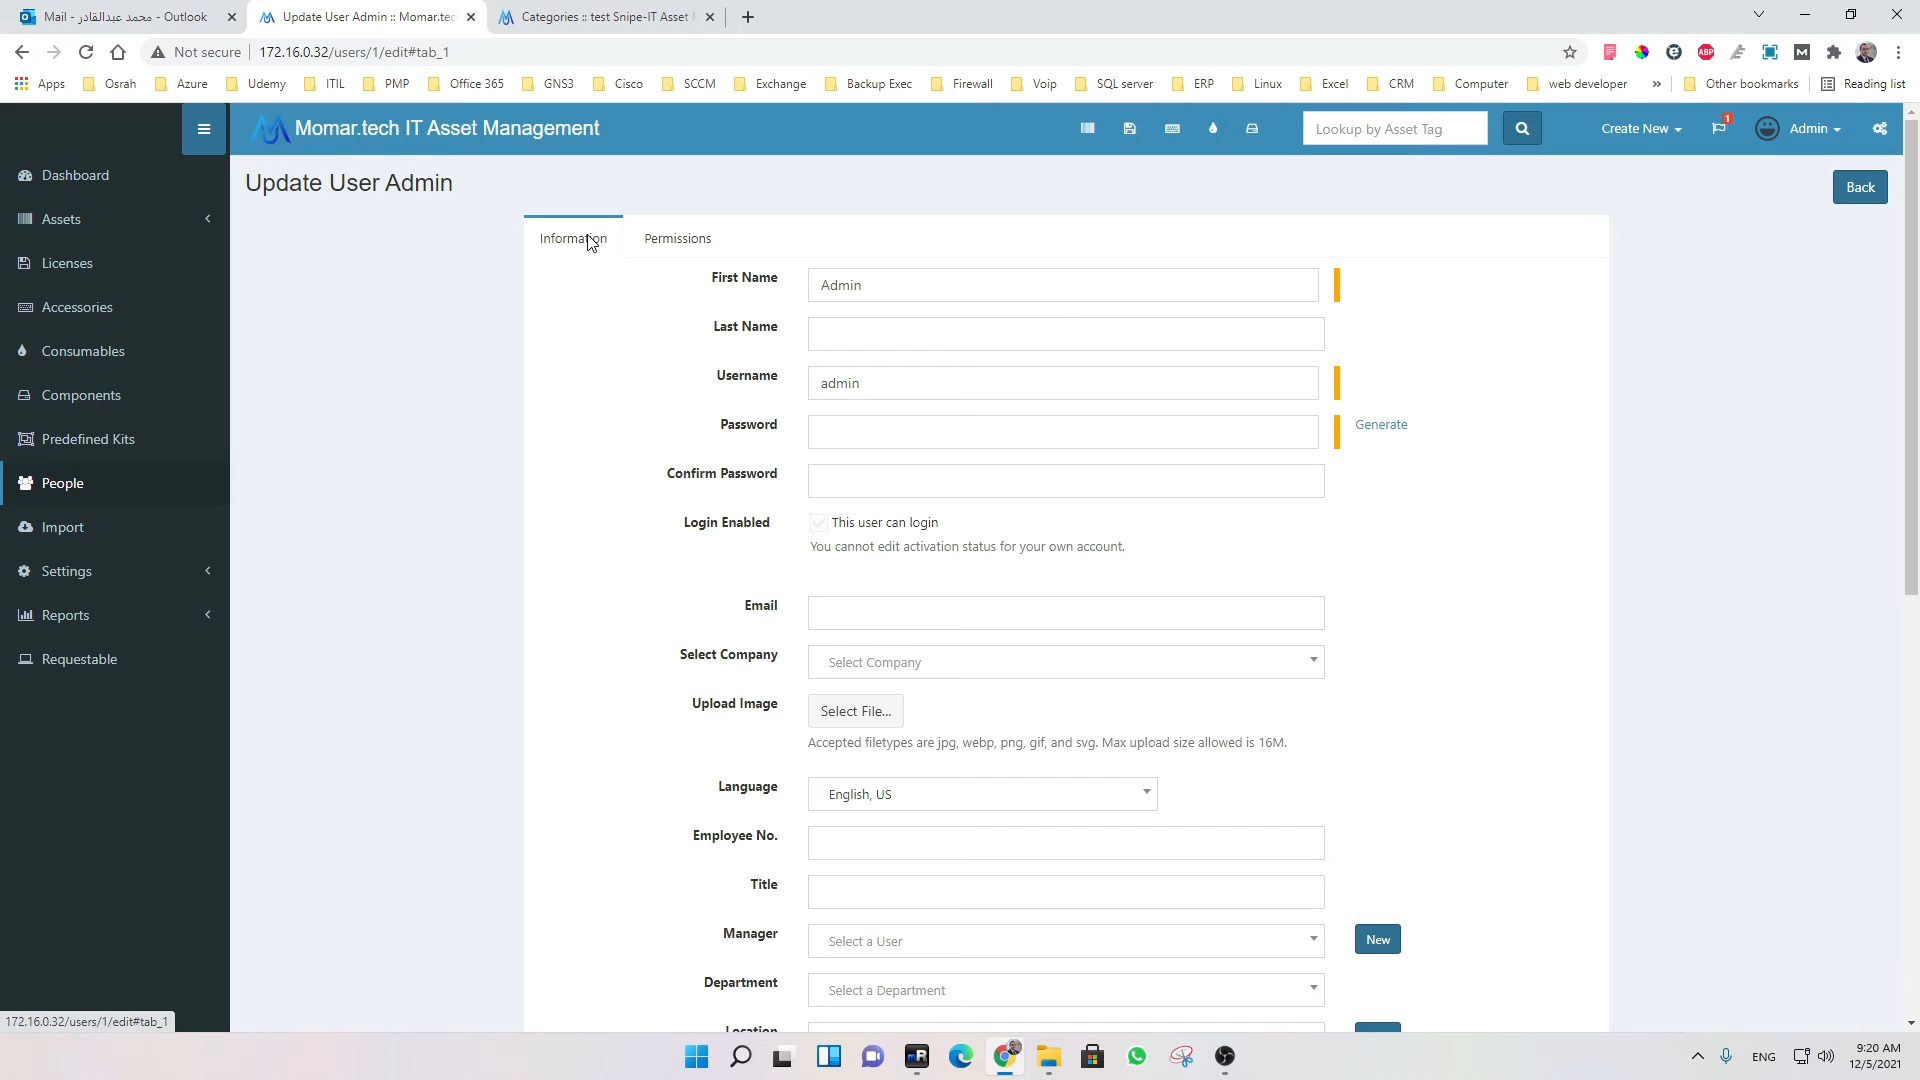 Mail - محمد عبدالقادر - Outlook
Update User Admin :: Momar.tec
Categories :: test Snipe-IT Asset
Not secure
172.16.0.32/users/1/edit#tab_1
Apps
Osrah
Azure
Udemy
ITIL
PMP
Office 365
GNS3
Cisco
SCCM
Exchange
Backup Exec
Firewall
Voip
SQL server
ERP
Linux
Excel
CRM
Computer
web developer
»
Other bookmarks
Reading list
ABP
Momar.tech IT Asset Management
Lookup by Asset Tag
Create New
1
Admin
Dashboard
Assets
Licenses
Accessories
Consumables
Components
Predefined Kits
People
Import
Settings
Reports
Requestable
Update User Admin
Back
Information
Permissions
First Name
Admin
Last Name
Username
admin
Password
Generate
Confirm Password
Login Enabled
This user can login
You cannot edit activation status for your own account.
Email
Select Company
Select Company
Upload Image
Select File...
Accepted filetypes are jpg, webp, png, gif, and svg. Max upload size allowed is 16M.
Language
English, US
Employee No.
Title
Manager
Select a User
New
Department
Select a Department
Location
172.16.0.32/users/1/edit#tab_1
ENG
9:20 AM
12/5/2021